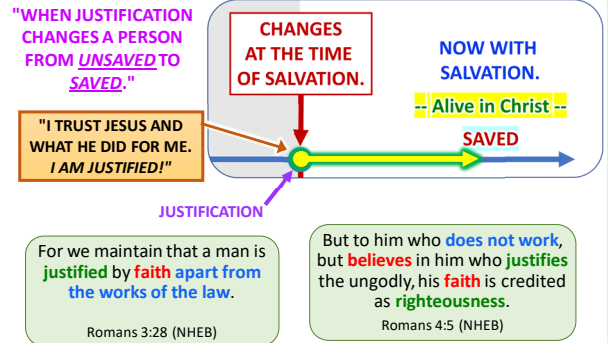 "WHEN JUSTIFICATION
CHANGES A PERSON
FROM UNSAVED TO
SAVED."
CHANGES
AT THE TIME
OF SALVATION.
NOW WITH
SALVATION.
-- Alive in Christ --
SAVED
"I TRUST JESUS AND
WHAT HE DID FOR ME.
I AM JUSTIFIED!"
JUSTIFICATION
For we maintain that a man is
justified by faith apart from
the works of the law.
Romans 3:28 (NHEB)
But to him who does not work,
but believes in him who justifies
the ungodly, his faith is credited
as righteousness.
Romans 4:5 (NHEB)